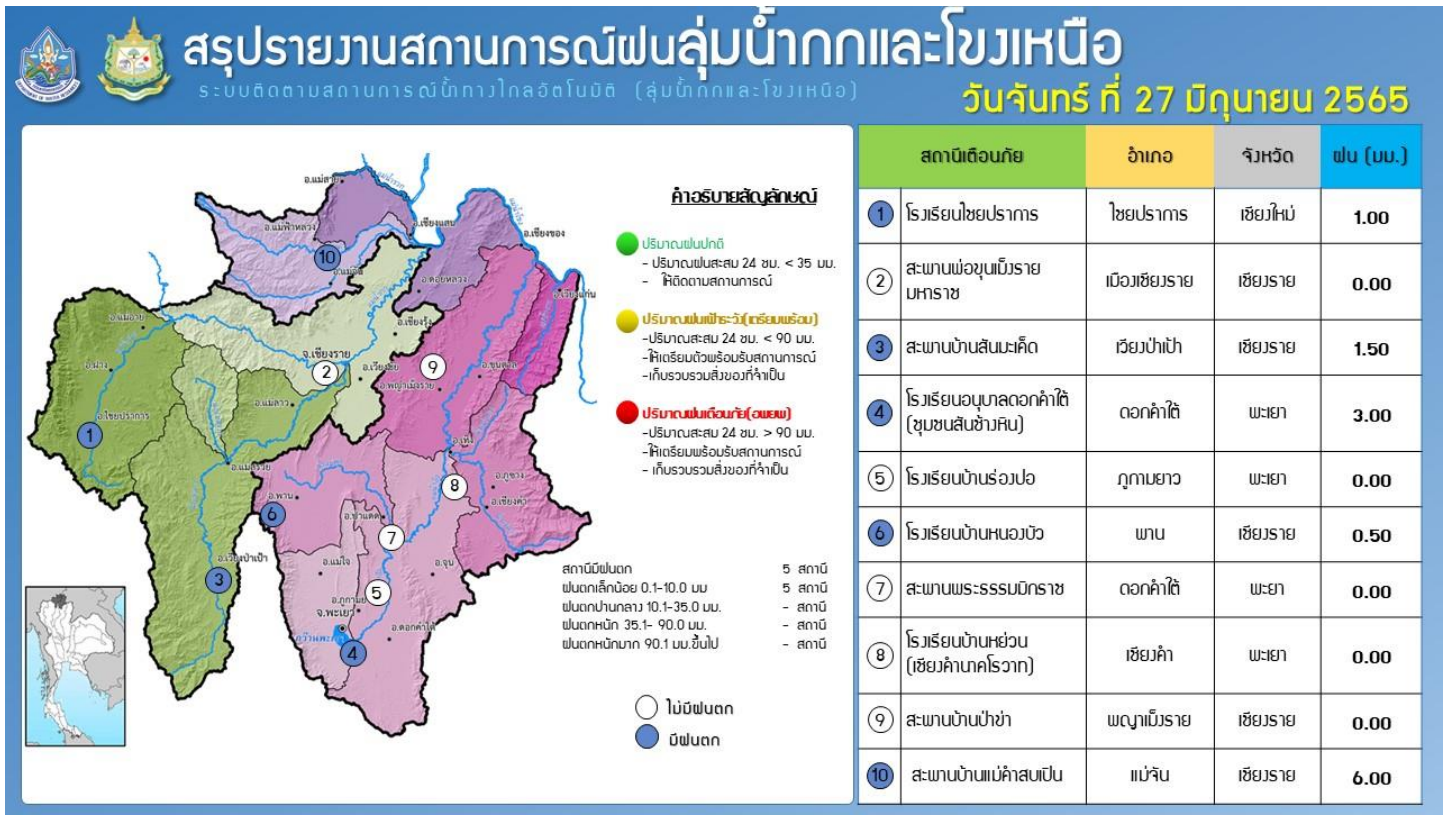 สรุปรายงานสถานการณ์ฝนลุ่มน้ำกกและโขงเหนือ
ระบบติดตามสถานการณ์น้ำทางไกลอัตโนมัติ (ลุ่มน้ำกกและโขงเหนือ)
วันจันทร์ ที่ 27 มิถุนายน 2565
คำอธิบายสัญลักษณ์
ปริมาณฝนปกติ
- ปริมาณฝนสะสม 24 ชม. < 35 มม.
- ให้ติดตามสถานการณ์
ปริมาณฝนเฝ้าระวัง(เตรียมพร้อม)
-ปริมาณสะสม 24 ชม. < 90 มม.
-ให้เตรียมตัวพร้อมรับสถานการณ์
-เก็บรวบรวมสิ่งของที่จำเป็น
ปริมาณฝนเตือนภัย(อพยพ)
-ปริมาณสะสม 24 ชม. > 90 มม.
-ให้เตรียมพร้อมรับสถานการณ์
- เก็บรวบรวมสิ่งของที่จำเป็น
อ.แม่สาย
อ.แม่ฟ้าหลวง
อ.เชียงแสน
อ.เชียงของ
10
อ.แม่จัน
อ.ดอยหลวง
อ.เวียงแก่น
อ.แม่อาย
อ.เชียงรุ้ง
จ.เชียงราย
2
อ.เวียงชัย
9
อ.ขุนตาล
อ.ฝาง
อ.พญาเม็งราย
อ.ไชยปราการ
อ.แม่ลาว
1
อ.เทิง
อ.แม่สรวย
8
อ.ภูซาง
อ.เชียงคำ
อ.พาน
6
อ.ป่าแดด
7
อ.เวียงป่าเป้า
3
อ.แม่ใจ
อ.จุน
5
จ.พะเยา
กว๊านพะเยา
อ.ดอกคำใต้
4
สถานีมีฝนตก 5 สถานี
ฝนตกเล็กน้อย 0.1-10.0 มม 5 สถานี
ฝนตกปานกลาง 10.1-35.0 มม. - สถานี
ฝนตกหนัก 35.1- 90.0 มม. - สถานี
ฝนตกหนักมาก 90.1 มม.ขึ้นไป - สถานี
ไม่มีฝนตก
มีฝนตก
สถานีเตือนภัย อำเภอ จังหวัด ฝน (มม.)
1 โรงเรียนไชยปราการ ไชยปราการ เชียงใหม่ 1.00
2 สะพานพ่อขุนเม็งราย
มหาราช เมืองเชียงราย เชียงราย 0.00
3 สะพานบ้านสันมะเค็ด เวียงป่าเป้า เชียงราย 1.50
4 โรงเรียนอนุบาลดอกคำใต้
(ชุมชนสันช้างหิน) ดอกคำใต้ พะเยา 3.00
5 โรงเรียนบ้านร่องปอ ภูกามยาว พะเยา 0.00
6 โรงเรียนบ้านหนองบัว พาน เชียงราย 0.50
7 สะพานพระธรรมมิกราช ดอกคำใต้ พะยา 0.00
8 โรงเรียนบ้านหย่วน
(เชียงคำนาคโรวาท) เชียงคำ พะเยา 0.00
9 สะพานบ้านป่าข่า พญาเม็งราย เชียงราย 0.00
10 สะพานบ้านแม่คำสบเปิน แม่จัน เชียงราย 6.00